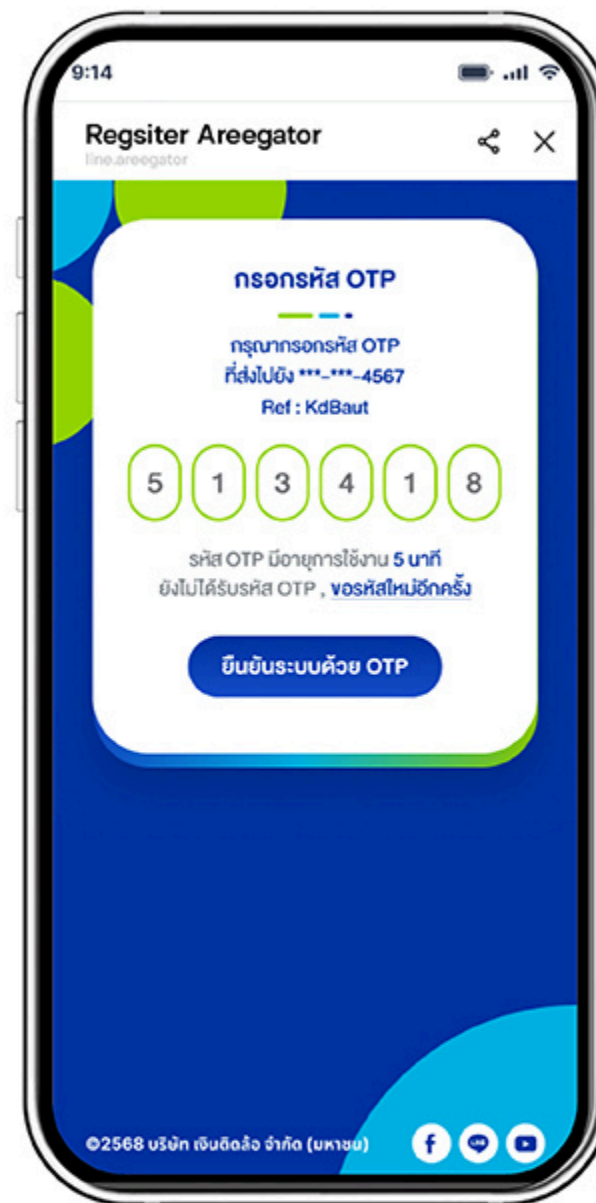 9:14
Regsiter Areegator
line.areegator
กรอกรหัส OTP
กรุณากรอกรหัส OTP
ที่ส่งไปยัง ***-***-4567
Ref : KdBaut
5 1 3 4 1 8
รหัส OTP มีอายุการใช้งาน 5 นาที
ยังไม่ได้รับรหัส OTP , ขอรหัสใหม่อีกครั้ง
ยืนยันระบบด้วย OTP
©2568 บริษัท เงินติดล้อ จำกัด (มหาชน)